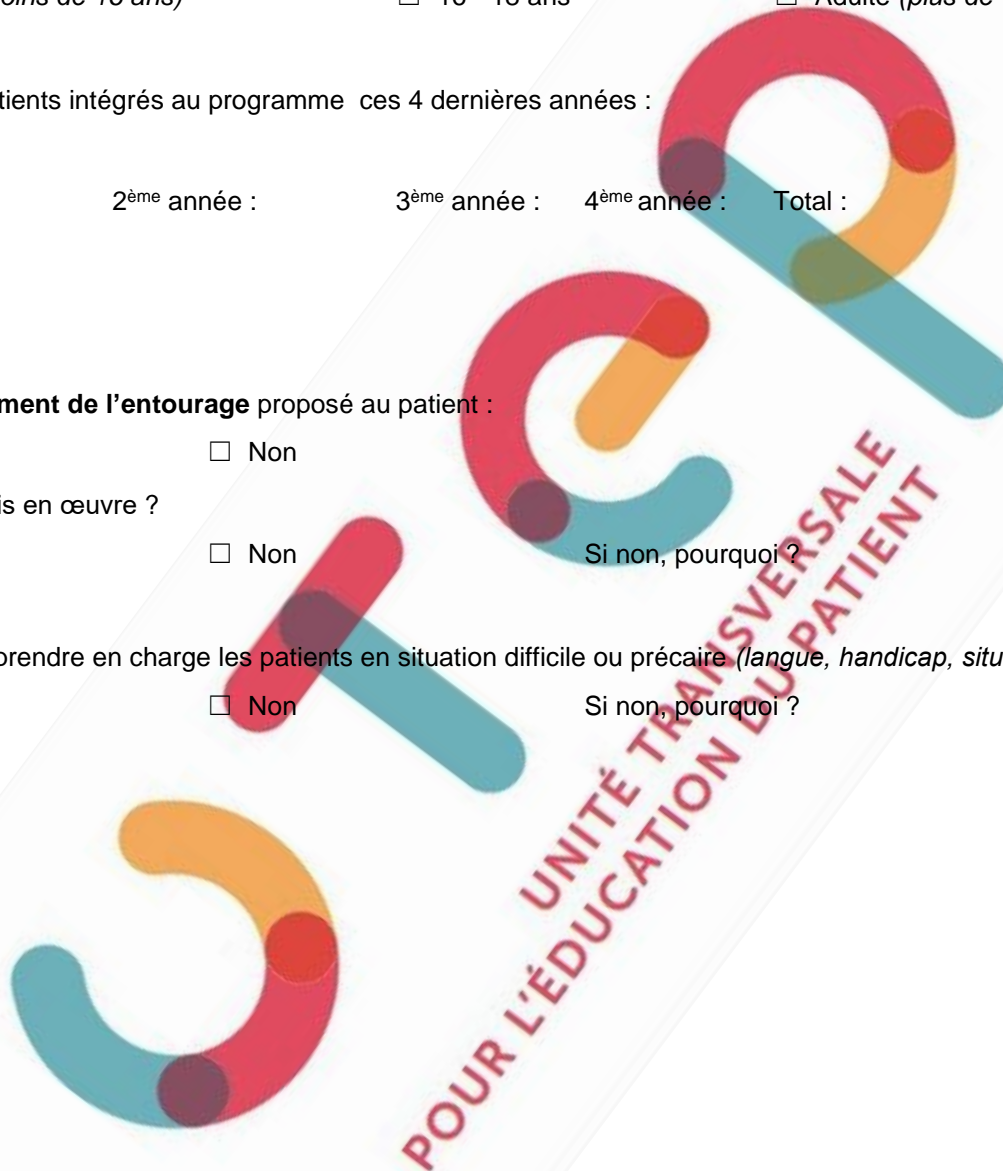 oins de 16 ans) ☐ 16 - 18 ans ☐ Adulte (plus de
tients intégrés au programme ces 4 dernières années :
2ème année : 3ème année : 4ème année : Total :
ment de l’entourage proposé au patient :
☐ Non
is en œuvre ?
☐ Non Si non, pourquoi ?
prendre en charge les patients en situation difficile ou précaire (langue, handicap, situ
☐ Non Si non, pourquoi ?
UTeP
UNITÉ TRANSVERSALE
POUR L’ÉDUCATION DU PATIENT